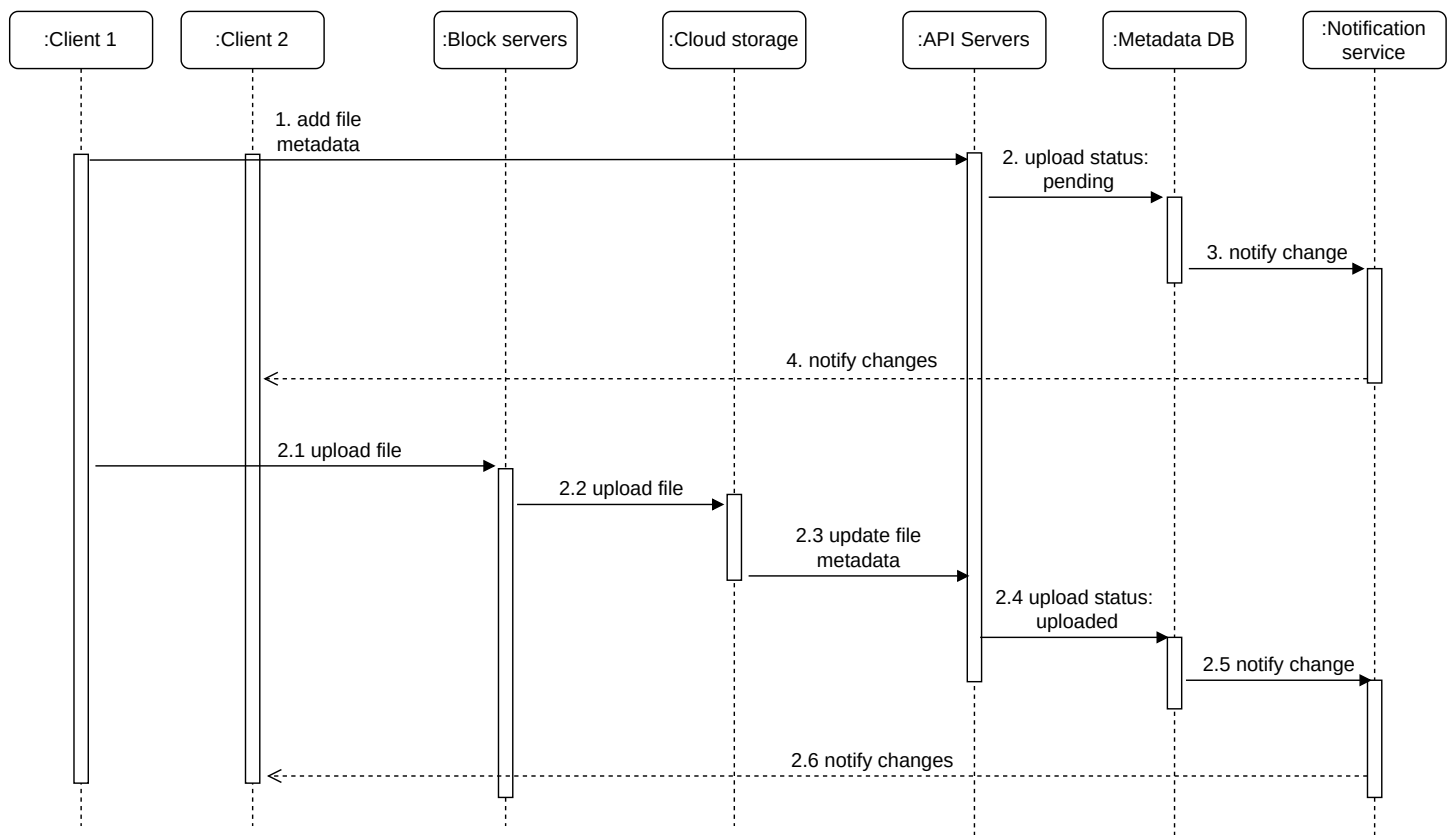 :Client 1
:Client 2
:Block servers
:Cloud storage
:API Servers
:Metadata DB
:Notification
service
1. add file
metadata
2. upload status:
pending
3. notify change
4. notify changes
2.1 upload file
2.2 upload file
2.3 update file
metadata
2.4 upload status:
uploaded
2.5 notify change
2.6 notify changes